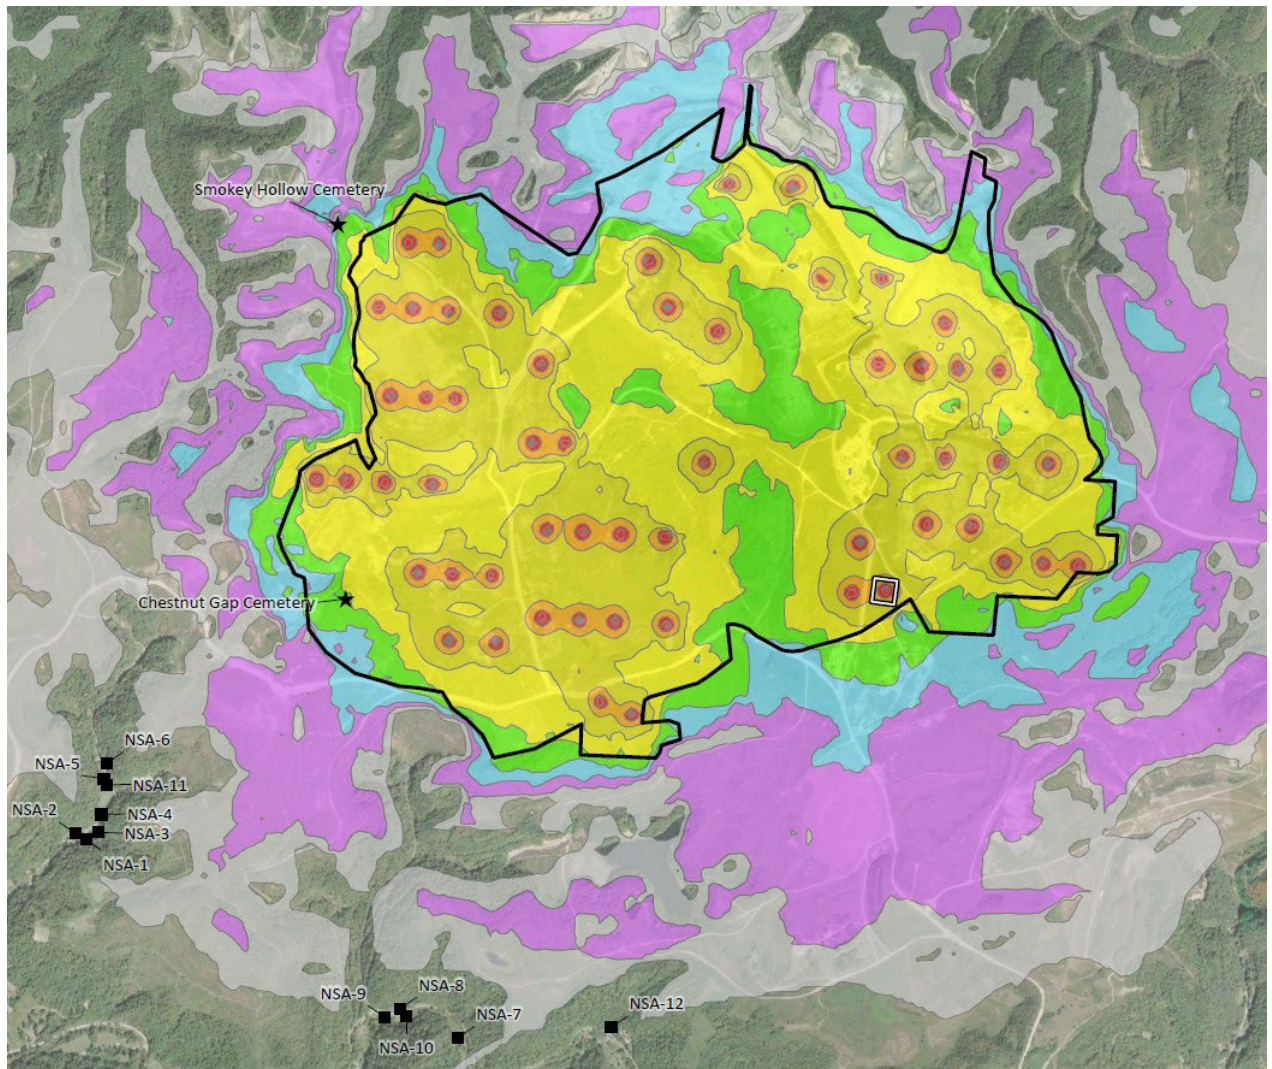 Smokey Hollow Cemetery
Chestnut Gap Cemetery
NSA-6
NSA-5
NSA-11
NSA-2
NSA-4
NSA-3
NSA-1
NSA-8
NSA-9
NSA-12
NSA-7
NSA-10